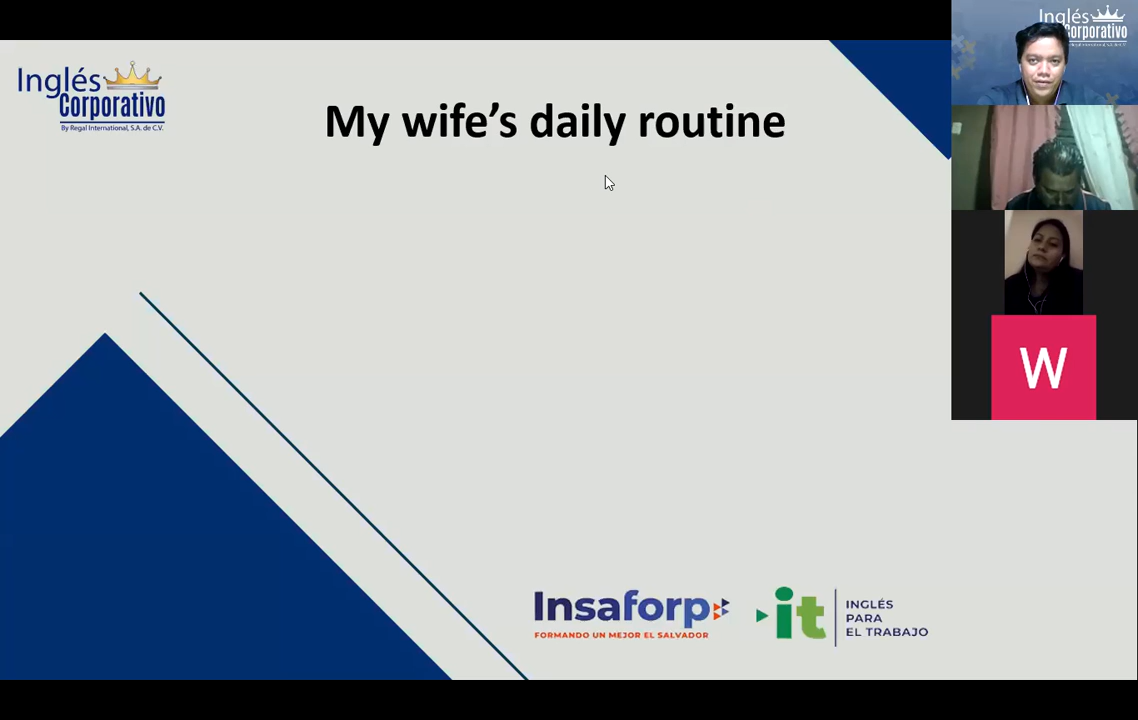 Inglés
Corporativo
By Regal International, S.A. de C.V.
My wife's daily routine
Inglés
Corporativo
W
Insaforp
FORMANDO UN MEJOR EL SALVADOR
it
INGLÉS
PARA
EL TRABAJO